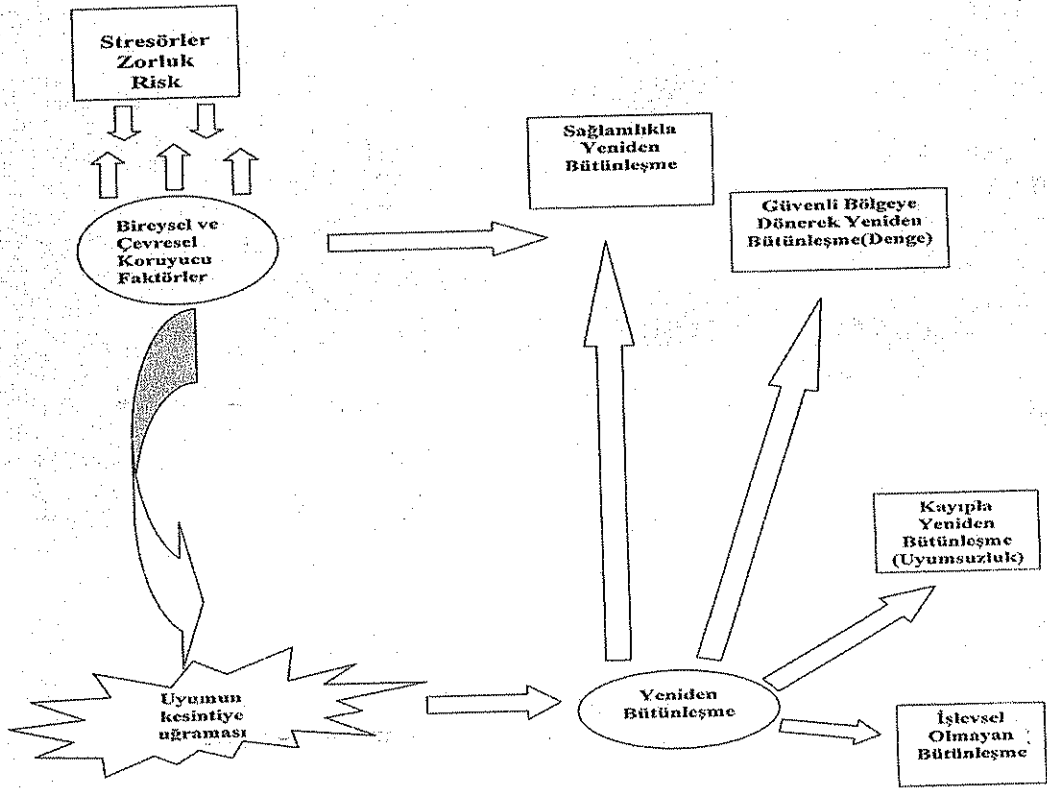 Stresörler
Zorluk
Risk
Bireysel ve
Çevresel
Koruyucu
Faktörler
Sağlamlıkla
Yeniden
Bütünleşme
Güvenli Bölgeye
Dönerek Yeniden
Bütünleşme(Denge)
Kayıpla
Yeniden
Bütünleşme
(Uyumsuzluk)
Uyumun
kesintiye
uğraması
Yeniden
Bütünleşme
İşlevsel
Olmayan
Bütünleşme